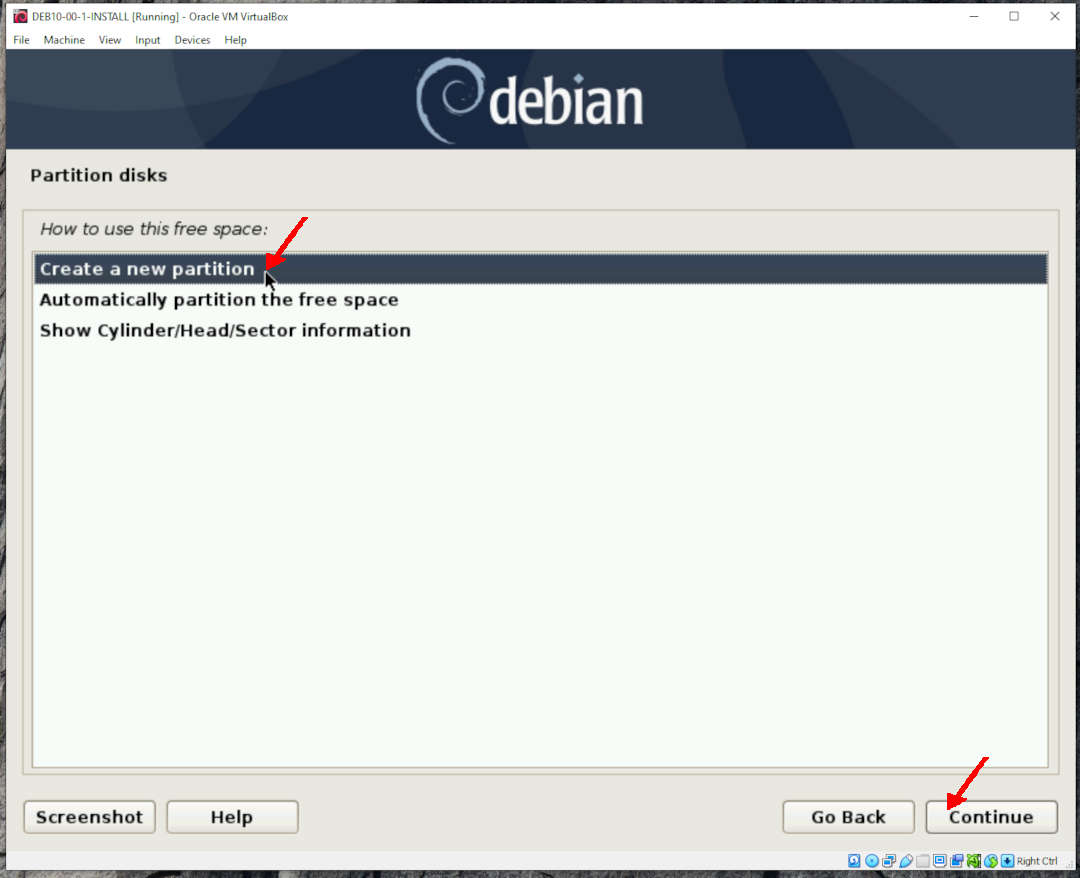 DEB10-00-1-INSTALL [Running] - Oracle VM VirtualBox
File Machine View Input Devices Help
debian
Partition disks
How to use this free space:
Create a new partition
Automatically partition the free space
Show Cylinder/Head/Sector information
Screenshot Help Go Back Continue
Right Ctrl